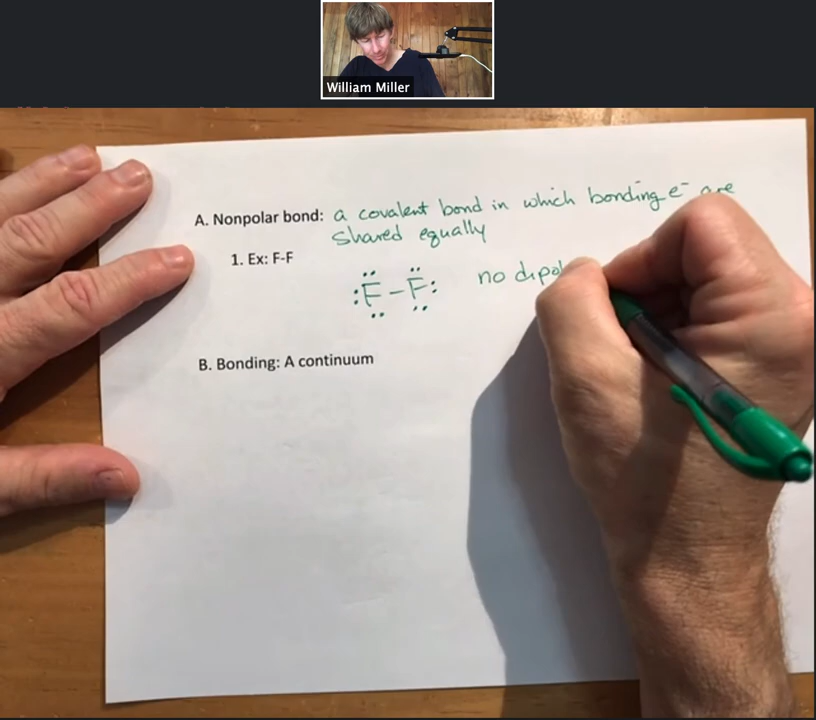 William Miller
A. Nonpolar bond: a covalent bond in which bonding e⁻ are
shared equally
1. Ex: F-F
:F̤̈–F̤̈: no dipol
B. Bonding: A continuum